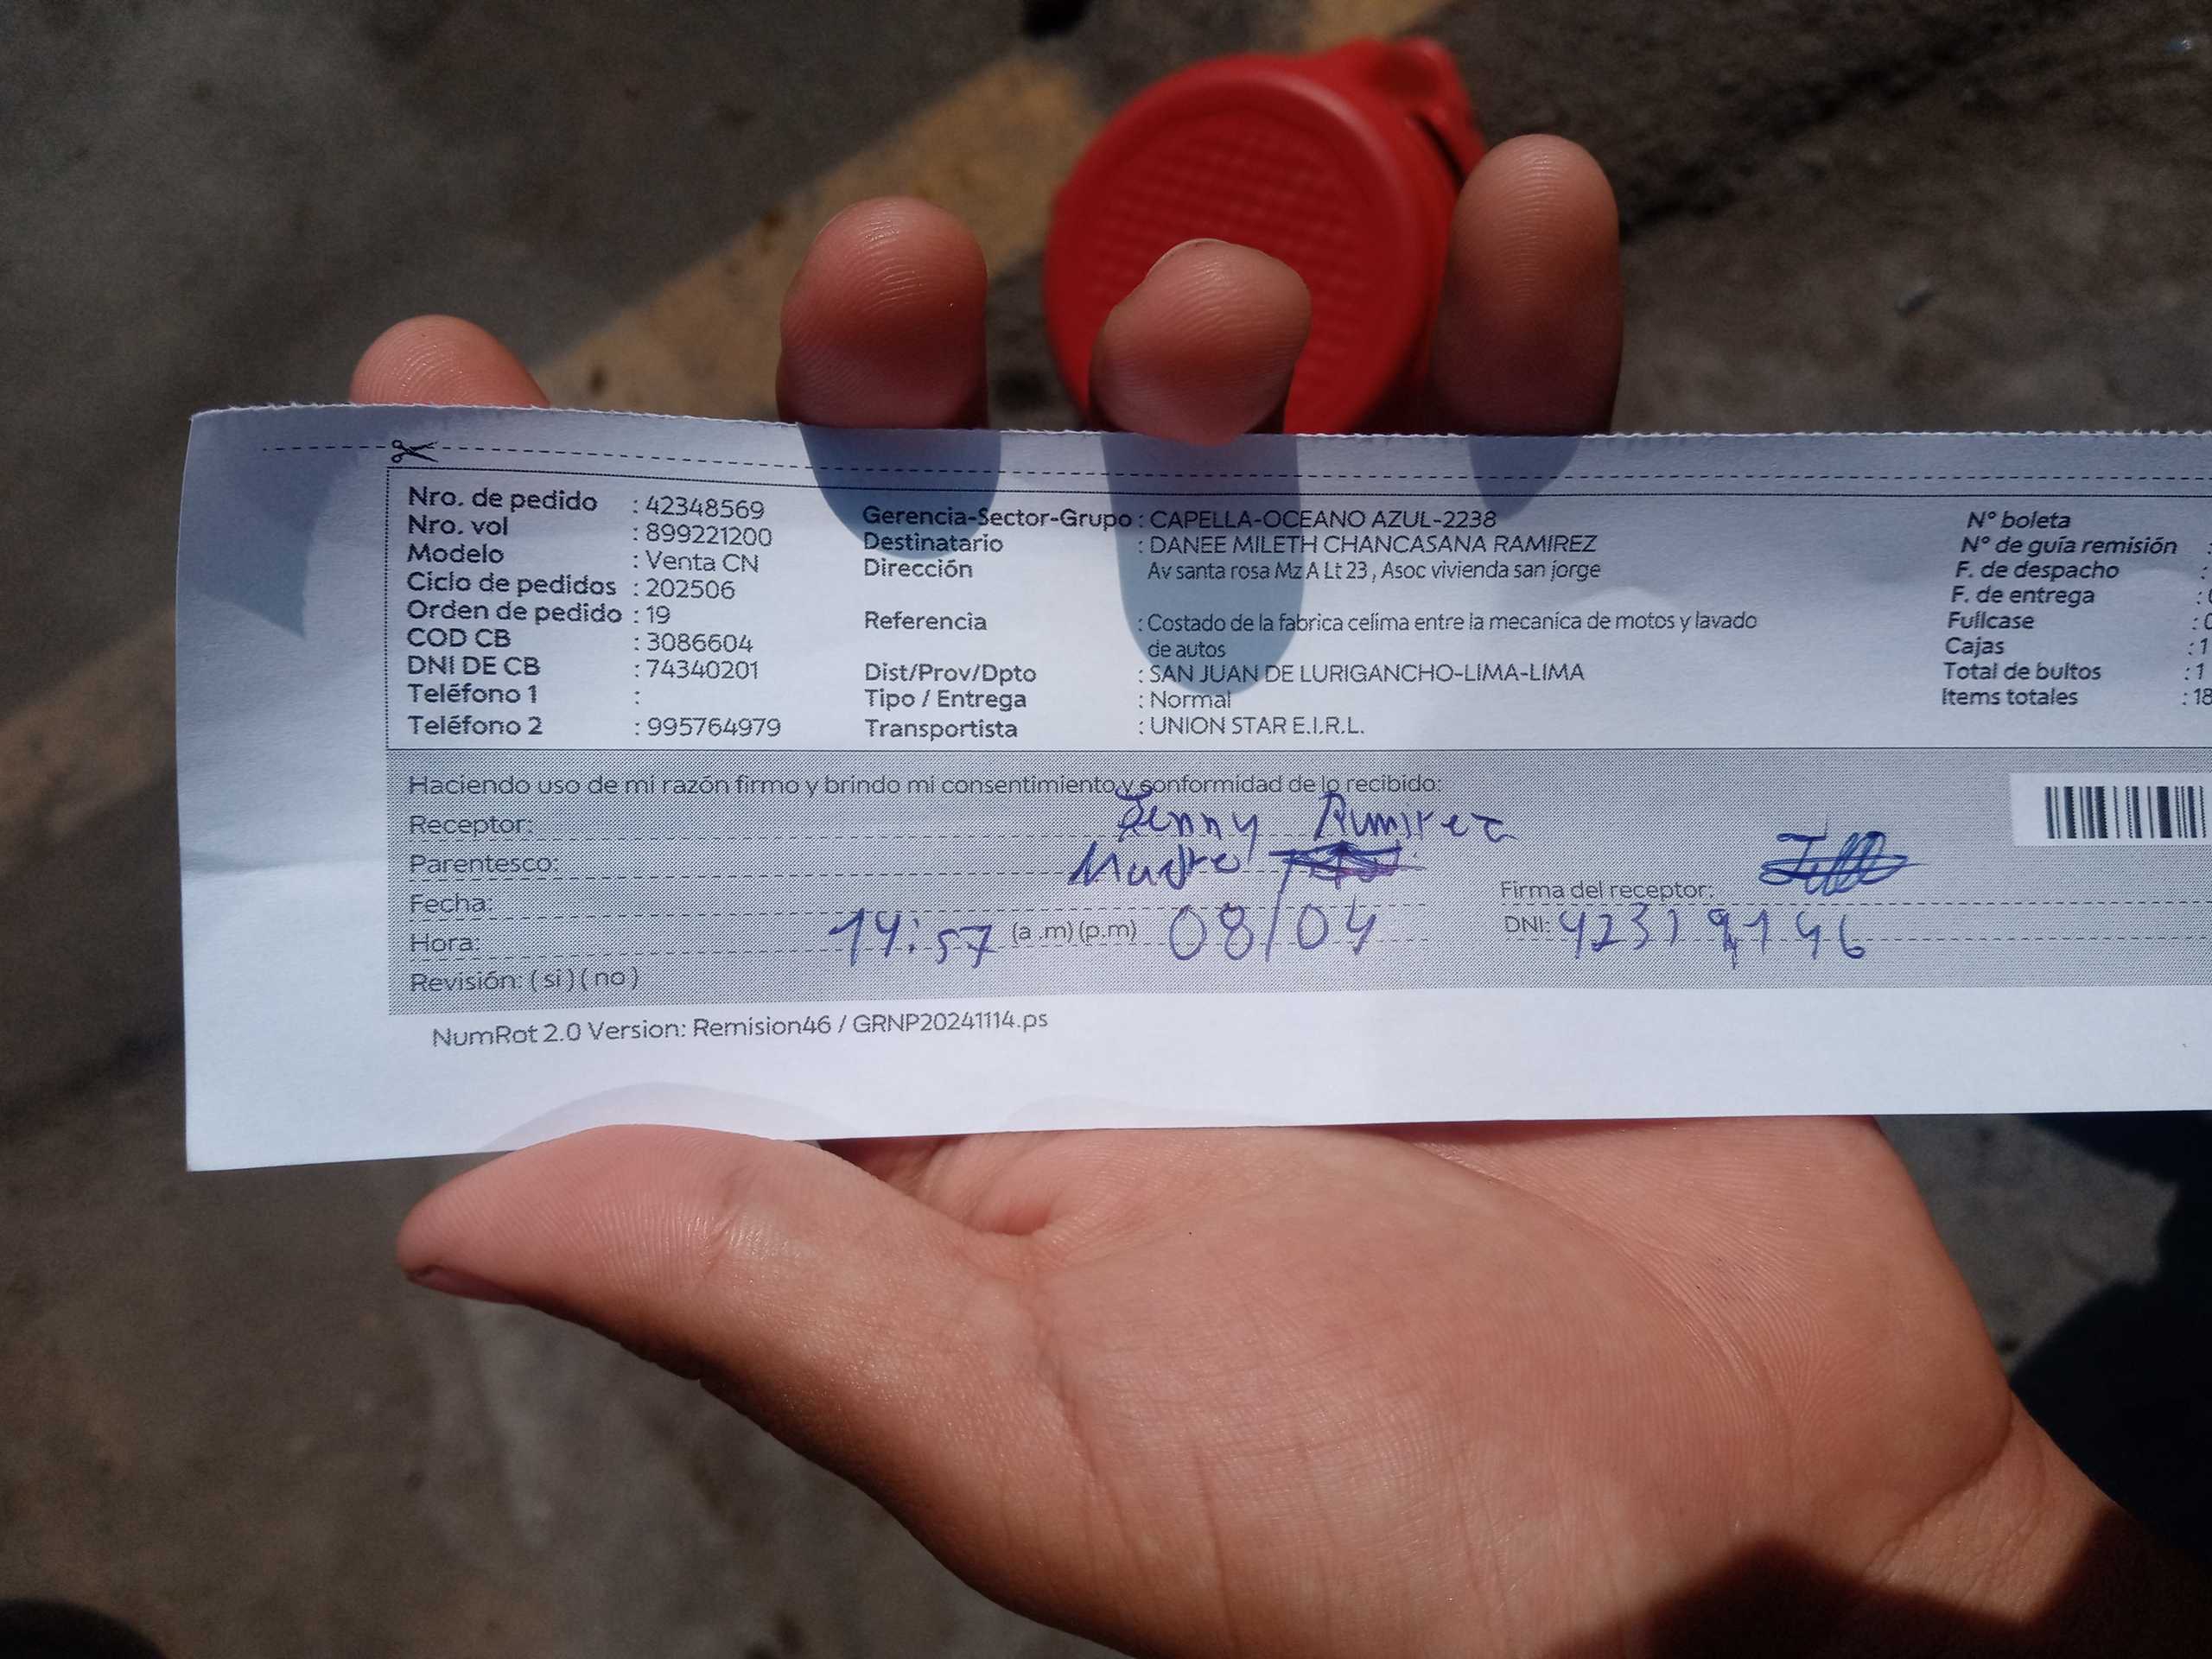 Nro. de pedido : 42348569
Nro. vol : 899221200
Modelo : Venta CN
Ciclo de pedidos : 202506
Orden de pedido : 19
COD CB : 3086604
DNI DE CB : 74340201
Teléfono 1 :
Teléfono 2 : 995764979
Gerencia-Sector-Grupo : CAPELLA-OCEANO AZUL-2238
Destinatario : DANEE MILETH CHANCASANA RAMIREZ
Dirección Av santa rosa Mz A Lt 23 , Asoc vivienda san jorge
Referencia : Costado de la fabrica celima entre la mecanica de motos y lavado
de autos
Dist/Prov/Dpto : SAN JUAN DE LURIGANCHO-LIMA-LIMA
Tipo / Entrega : Normal
Transportista : UNION STAR E.I.R.L.
N° boleta
N° de guía remisión :
F. de despacho :
F. de entrega :
Fullcase :
Cajas : 1
Total de bultos : 1
Items totales : 18
Haciendo uso de mi razón firmo y brindo mi consentimiento y conformidad de lo recibido:
Receptor: Jenny Ramirez
Parentesco: Madre
Fecha:
Hora: 14:57 (a .m) (p.m) 08/04
Revisión: ( si ) ( no )
Firma del receptor:
DNI:
NumRot 2.0 Version: Remision46 / GRNP20241114.ps